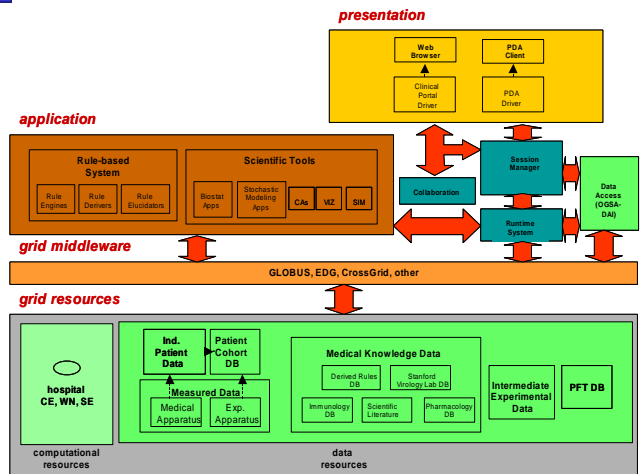 presentation
Web
Browser
PDA
Client
Clinical
Portal
Driver
PDA
Driver
application
Rule-based
System
Rule
Engines
Rule
Derivers
Rule
Elucidators
Scientific Tools
Biostat
Apps
Stochastic
Modeling
Apps
CAs
VIZ
SIM
Collaboration
Session
Manager
Runtime
System
Data
Access
(OGSA-
DAI)
grid middleware
GLOBUS, EDG, CrossGrid, other
grid resources
hospital
CE, WN, SE
computational
resources
Ind.
Patient
Data
Patient
Cohort
DB
Measured Data
Medical
Apparatus
Exp.
Apparatus
Medical Knowledge Data
Derived Rules
DB
Stanford
Virology Lab DB
Immunology
DB
Scientific
Literature
Pharmacology
DB
Intermediate
Experimental
Data
PFT DB
data
resources